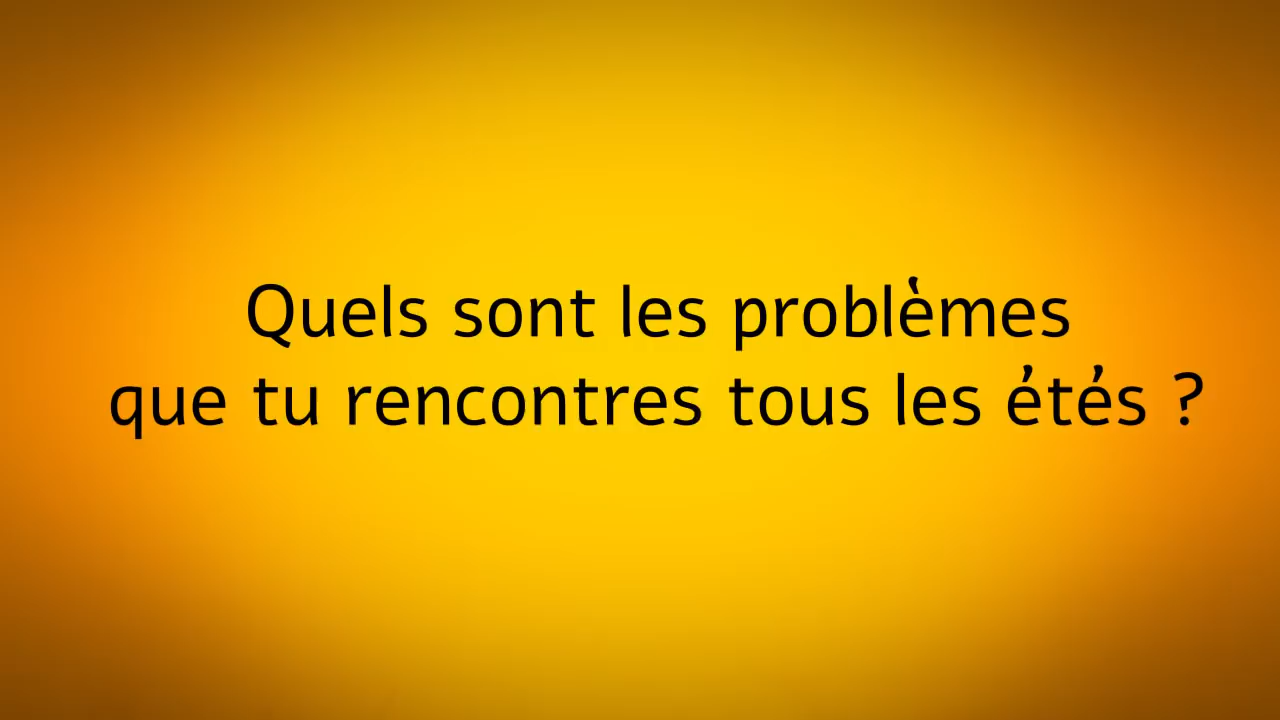 Quels sont les problèmes
que tu rencontres tous les étés ?